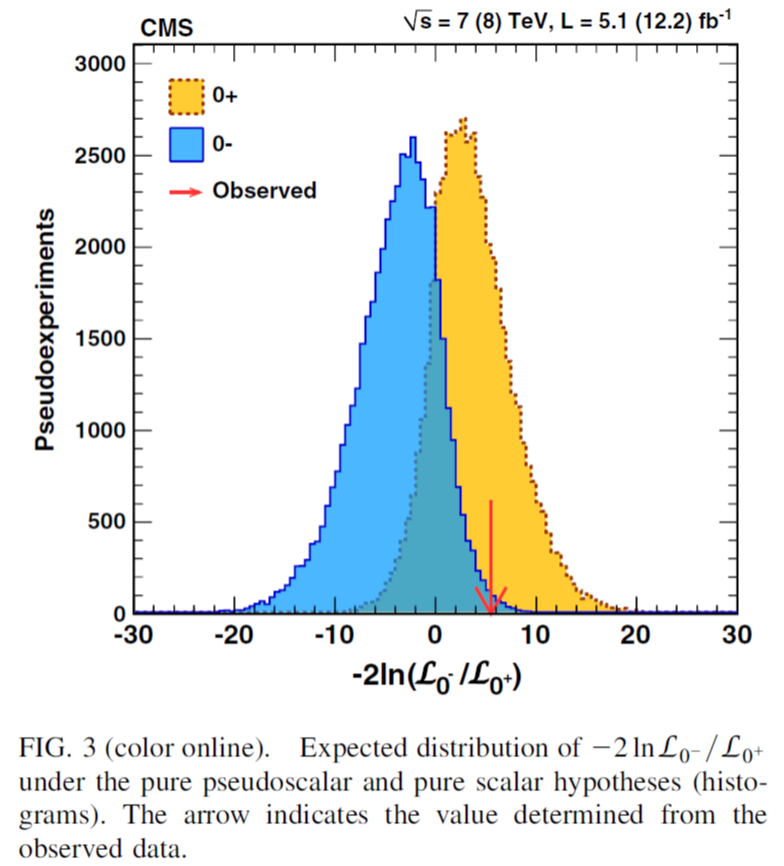 CMS
√s = 7 (8) TeV, L = 5.1 (12.2) fb⁻¹
3000
2500
2000
1500
1000
500
0
Pseudoexperiments
0+
0-
Observed
-30 -20 -10 0 10 20 30
-2ln(ℒ₀⁻/ℒ₀⁺)
FIG. 3 (color online). Expected distribution of −2 ln ℒ₀⁻/ℒ₀⁺
under the pure pseudoscalar and pure scalar hypotheses (histo-
grams). The arrow indicates the value determined from the
observed data.